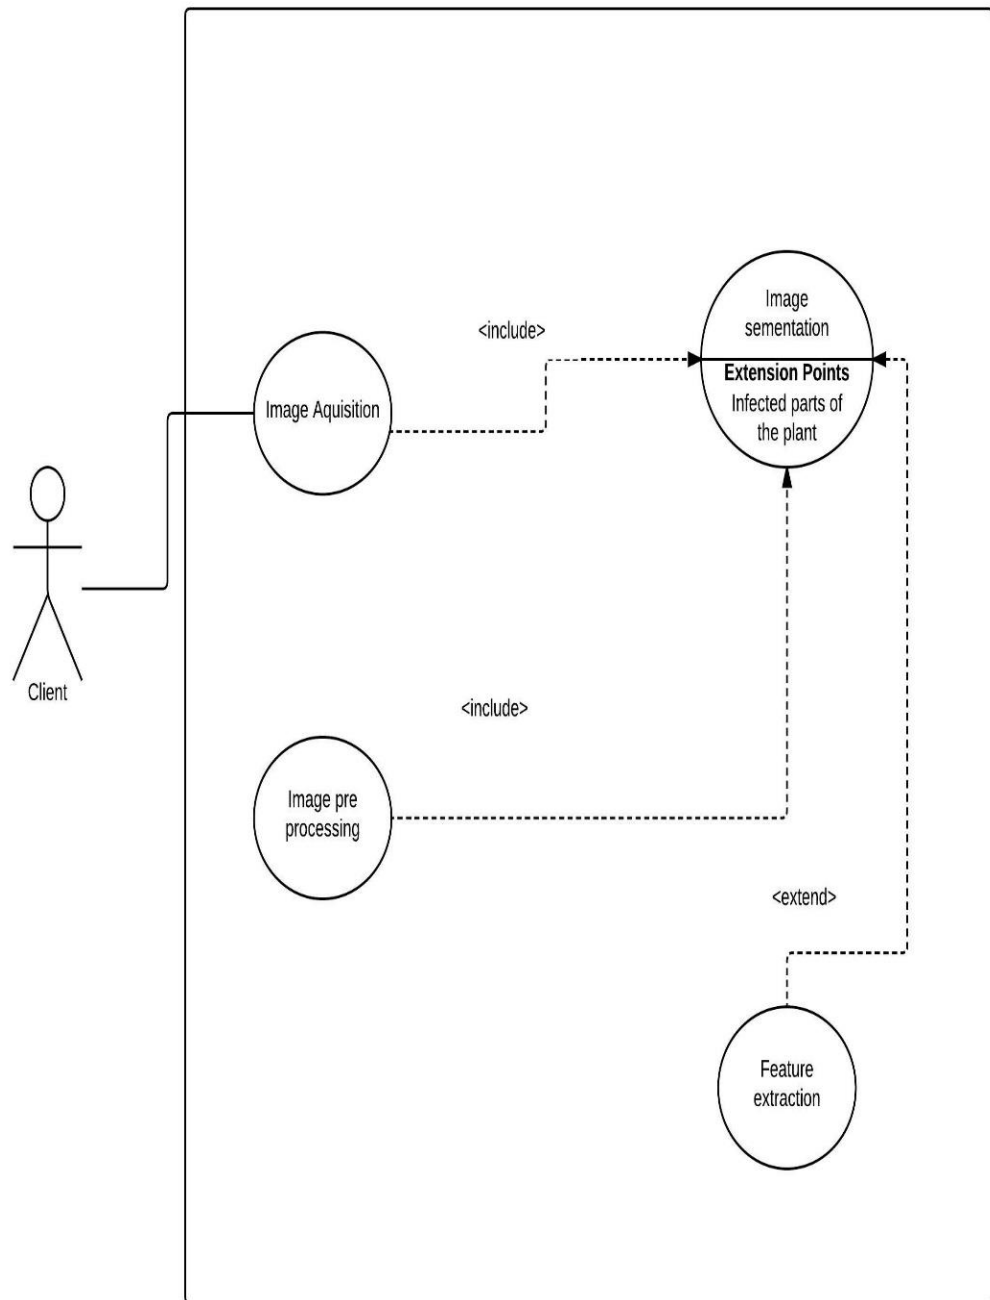 Image
sementation
<include>
Extension Points
Image Aquisition
Infected parts of
the plant
Client
<include>
Image pre
processing
<extend>
Feature
extraction